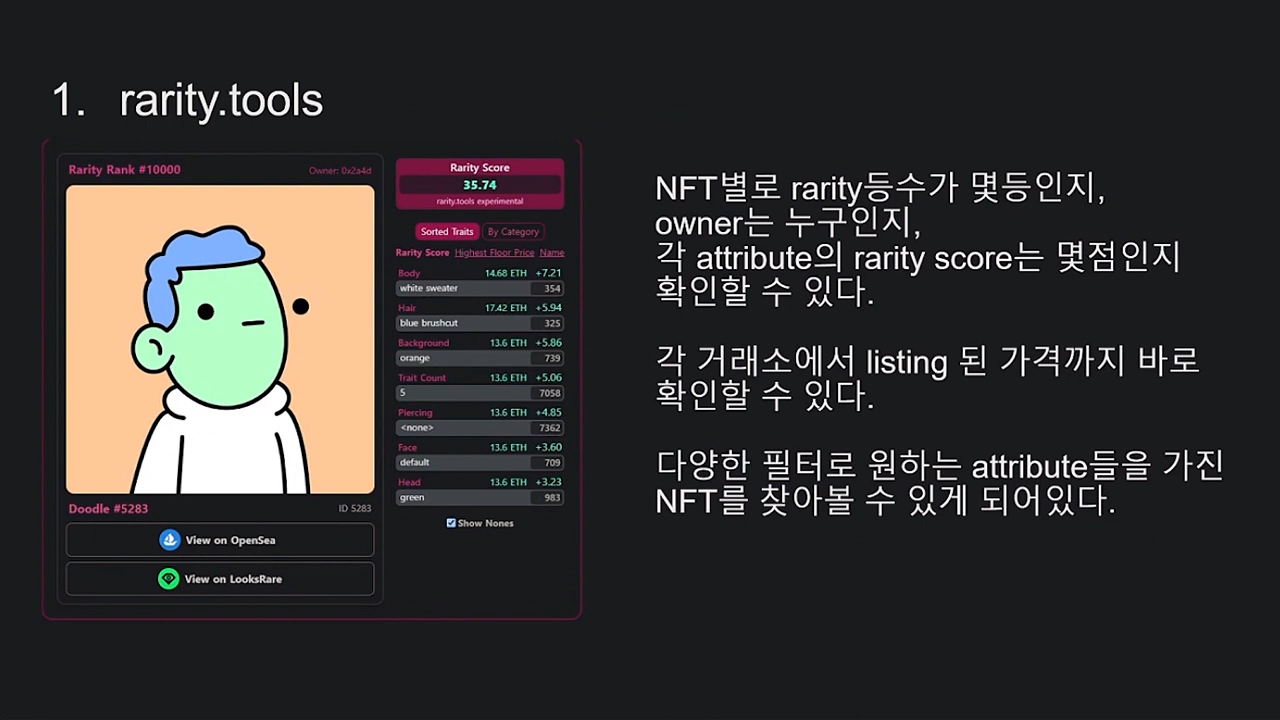 1. rarity.tools
Rarity Rank #10000
Owner: 0x2a4d
Doodle #5283
ID 5283
View on OpenSea
View on LooksRare
Rarity Score
35.74
rarity.tools experimental
Sorted Traits By Category
Rarity Score Highest Floor Price Name
Body 14.68 ETH +7.21
white sweater 354
Hair 17.42 ETH +5.94
blue brushcut 325
Background 13.6 ETH +5.86
orange 739
Trait Count 13.6 ETH +5.06
5 7058
Piercing 13.6 ETH +4.85
<none> 7362
Face 13.6 ETH +3.60
default 709
Head 13.6 ETH +3.23
green 983
Show Nones
NFT별로 rarity등수가 몇등인지,
owner는 누구인지,
각 attribute의 rarity score는 몇점인지
확인할 수 있다.
각 거래소에서 listing 된 가격까지 바로
확인할 수 있다.
다양한 필터로 원하는 attribute들을 가진
NFT를 찾아볼 수 있게 되어있다.